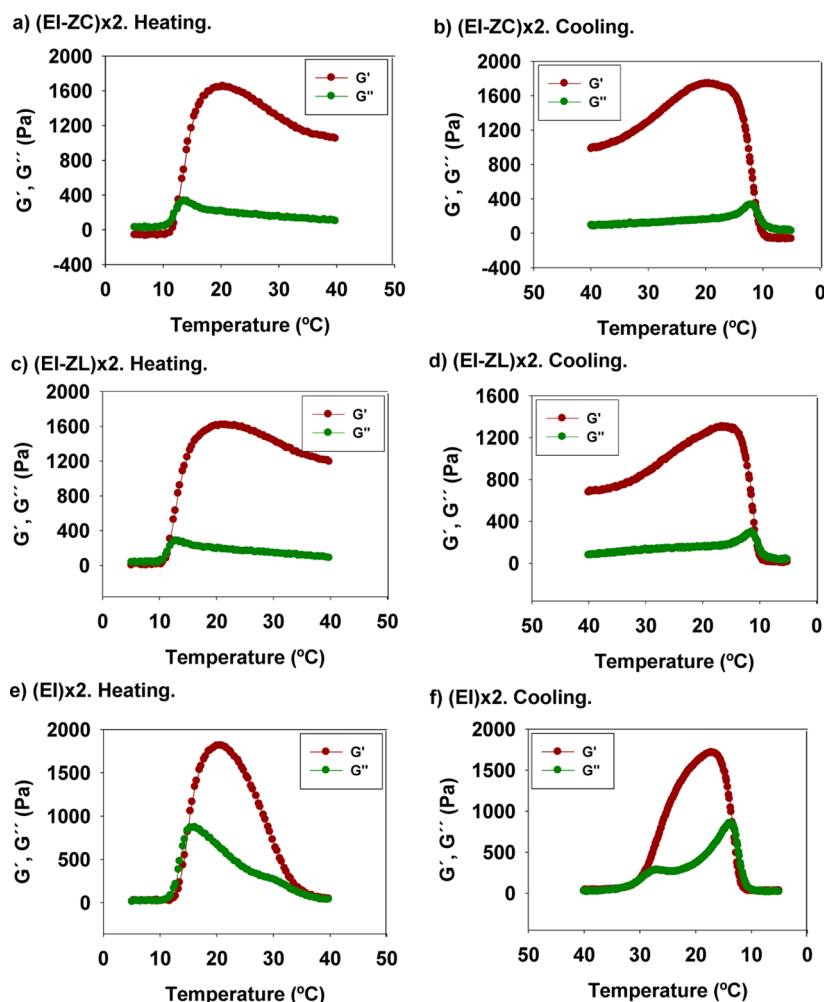 a) (EI-ZC)x2. Heating.
G´, G´´ (Pa)
2000
1600
1200
800
400
0
-400
G'
G''
0 10 20 30 40 50
Temperature (ºC)
b) (EI-ZC)x2. Cooling.
G´, G´´ (Pa)
2000
1600
1200
800
400
0
-400
G'
G''
50 40 30 20 10 0
Temperature (ºC)
c) (EI-ZL)x2. Heating.
G´, G´´ (Pa)
2000
1600
1200
800
400
0
G'
G''
0 10 20 30 40 50
Temperature (ºC)
d) (EI-ZL)x2. Cooling.
G´, G´´ (Pa)
1600
1200
800
400
0
G'
G''
50 40 30 20 10 0
Temperature (ºC)
e) (EI)x2. Heating.
G´, G´´ (Pa)
2000
1500
1000
500
0
G'
G''
0 10 20 30 40 50
Temperature (ºC)
f) (EI)x2. Cooling.
G´, G´´ (Pa)
2000
1500
1000
500
0
G'
G''
50 40 30 20 10 0
Temperature (ºC)